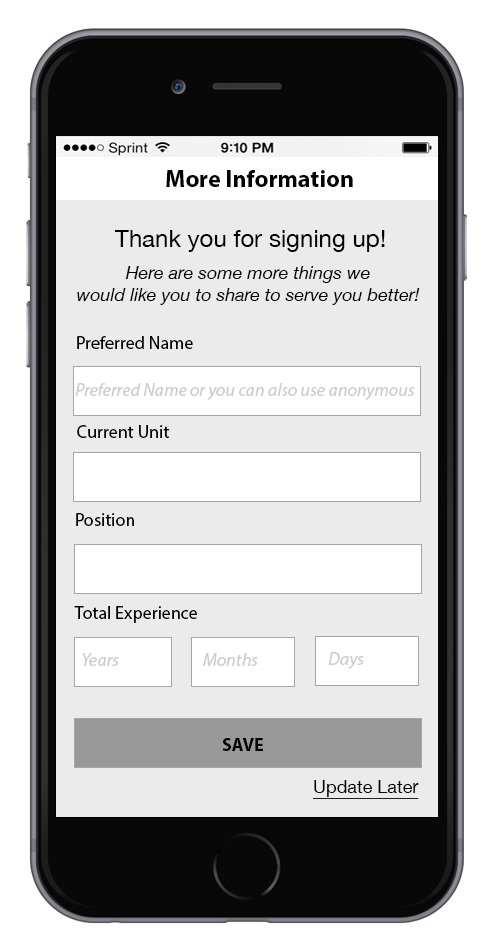 Sprint 9:10 PM
More Information
Thank you for signing up!
Here are some more things we
would like you to share to serve you better!
Preferred Name
Preferred Name or you can also use anonymous
Current Unit
Position
Total Experience
Years Months Days
SAVE
Update Later